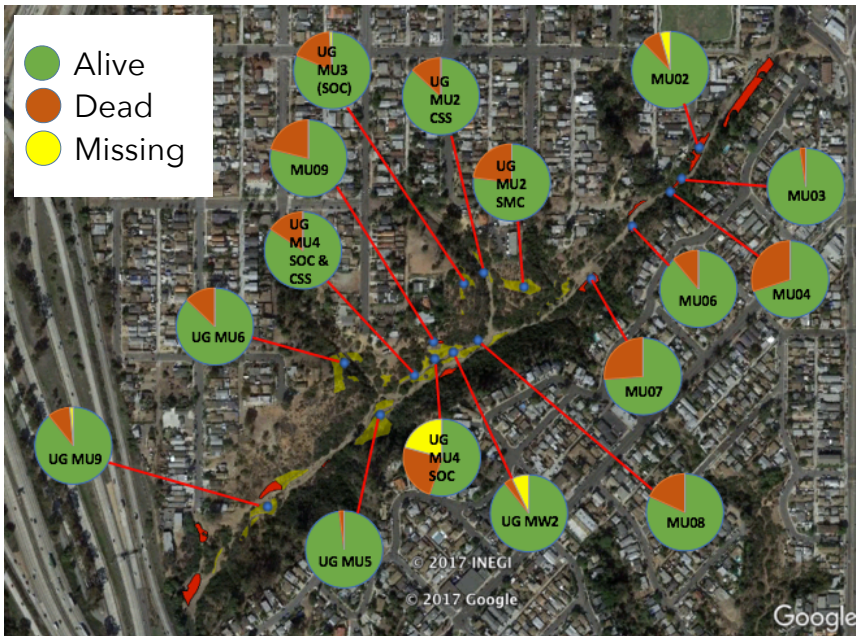 Alive
Dead
Missing
UG
MU3
(SOC)
UG
MU2
CSS
MU02
MU09
UG
MU2
SMC
MU03
UG
MU4
SOC &
CSS
MU04
MU06
UG MU6
MU07
UG MU9
UG
MU4
SOC
UG MW2
MU08
UG MU5
© 2017 INEGI
© 2017 Google
Google